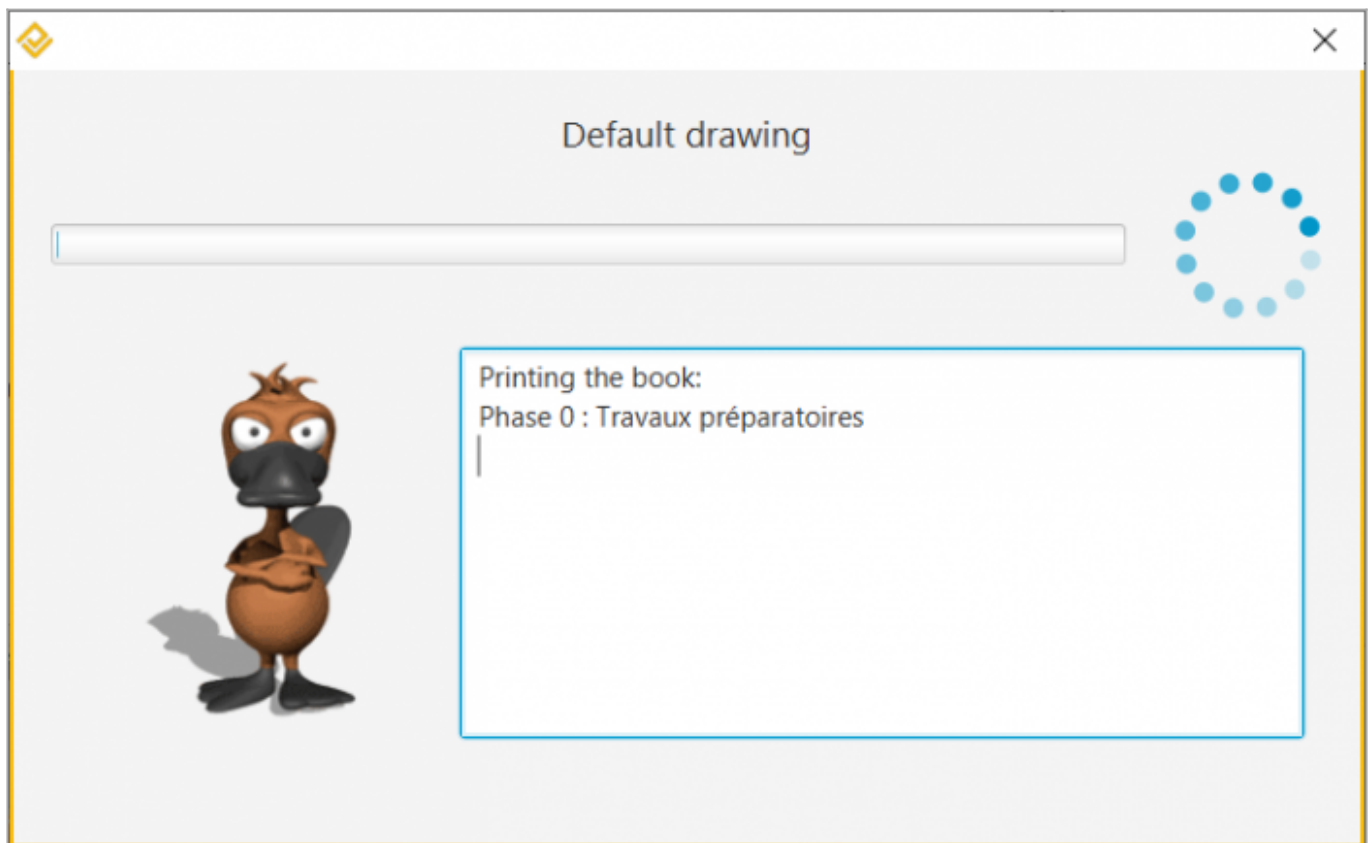 Default drawing
Printing the book:
Phase 0 : Travaux préparatoires